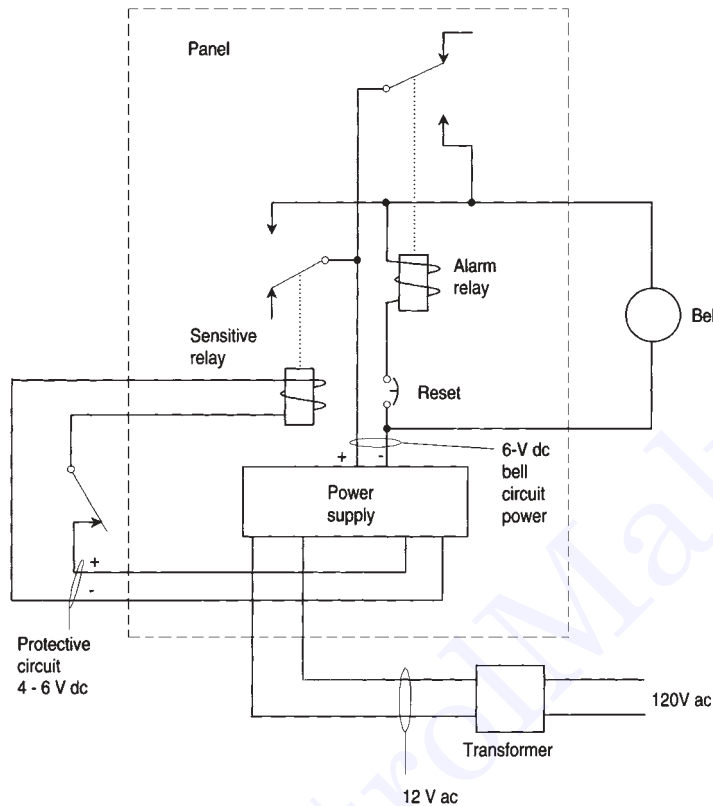 Panel
Alarm
relay
Sensitive
relay
Reset
+
-
6-V dc
bell
circuit
power
Power
supply
+
-
Protective
circuit
4 - 6 V dc
120V ac
Transformer
12 V ac